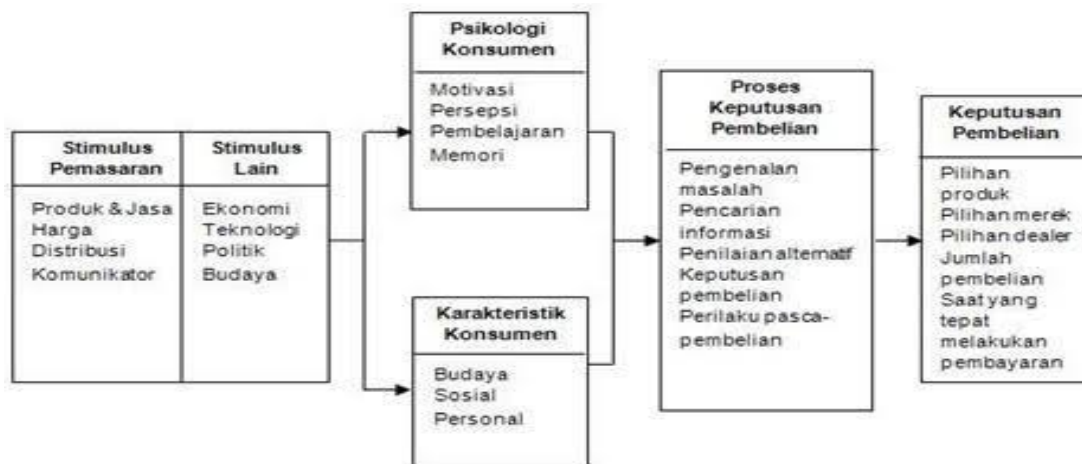 Stimulus
Pemasaran
Produk & Jasa
Harga
Distribusi
Komunikator
Stimulus
Lain
Ekonomi
Teknologi
Politik
Budaya
Psikologi
Konsumen
Motivasi
Persepsi
Pembelajaran
Memori
Karakteristik
Konsumen
Budaya
Sosial
Personal
Proses
Keputusan
Pembelian
Pengenalan
masalah
Pencarian
informasi
Penilaian alternatif
Keputusan
pembelian
Perilaku pasca-
pembelian
Keputusan
Pembelian
Pilihan
produk
Pilihan merek
Pilihan dealer
Jumlah
pembelian
Saat yang
tepat
melakukan
pembayaran